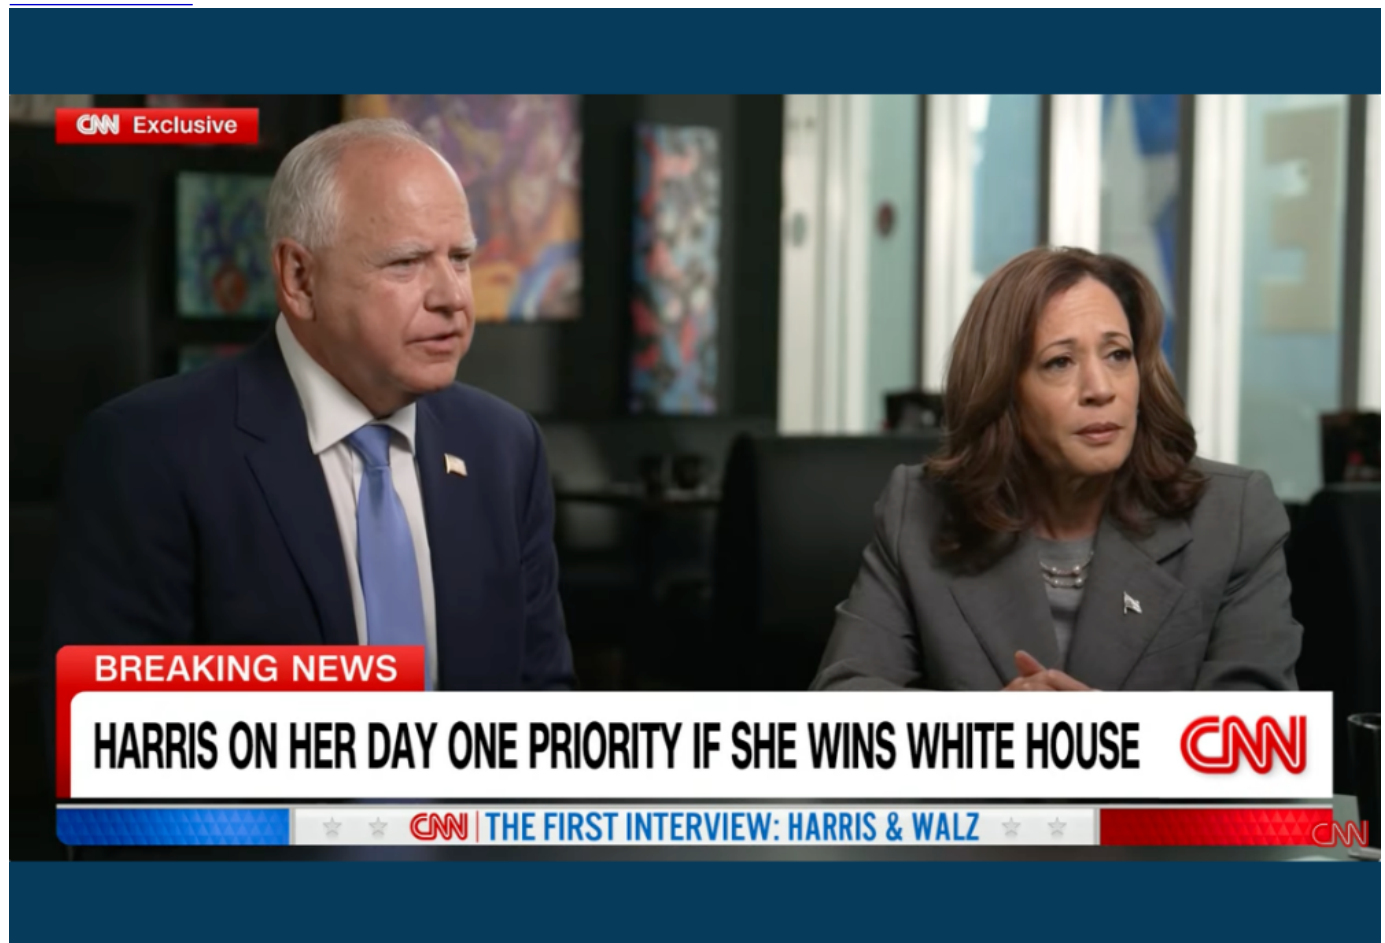 CNN Exclusive
BREAKING NEWS
HARRIS ON HER DAY ONE PRIORITY IF SHE WINS WHITE HOUSE CNN
CNN THE FIRST INTERVIEW: HARRIS & WALZ
CNN